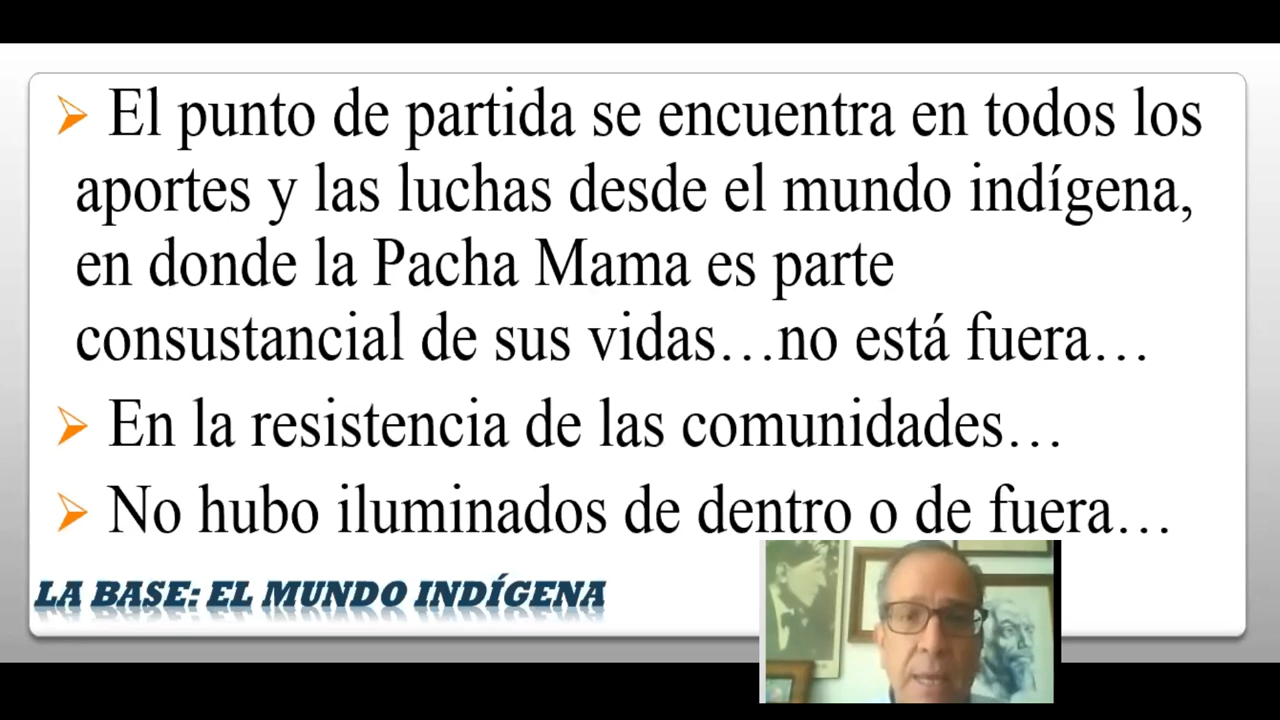 El punto de partida se encuentra en todos los
aportes y las luchas desde el mundo indígena,
en donde la Pacha Mama es parte
consustancial de sus vidas…no está fuera…
En la resistencia de las comunidades…
No hubo iluminados de dentro o de fuera…
LA BASE: EL MUNDO INDÍGENA